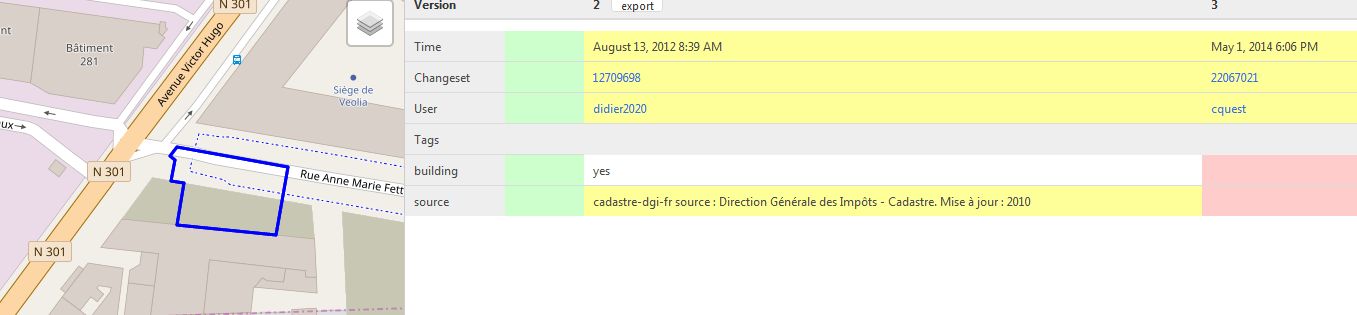 N 301
nt
Bâtiment
281
Avenue Victor Hugo
Siège de
Veolia
ux
N 301
Rue Anne Marie Fett
N 301
Version 2 export 3
Time August 13, 2012 8:39 AM May 1, 2014 6:06 PM
Changeset 12709698 22067021
User didier2020 cquest
Tags
building yes
source cadastre-dgi-fr source : Direction Générale des Impôts - Cadastre. Mise à jour : 2010